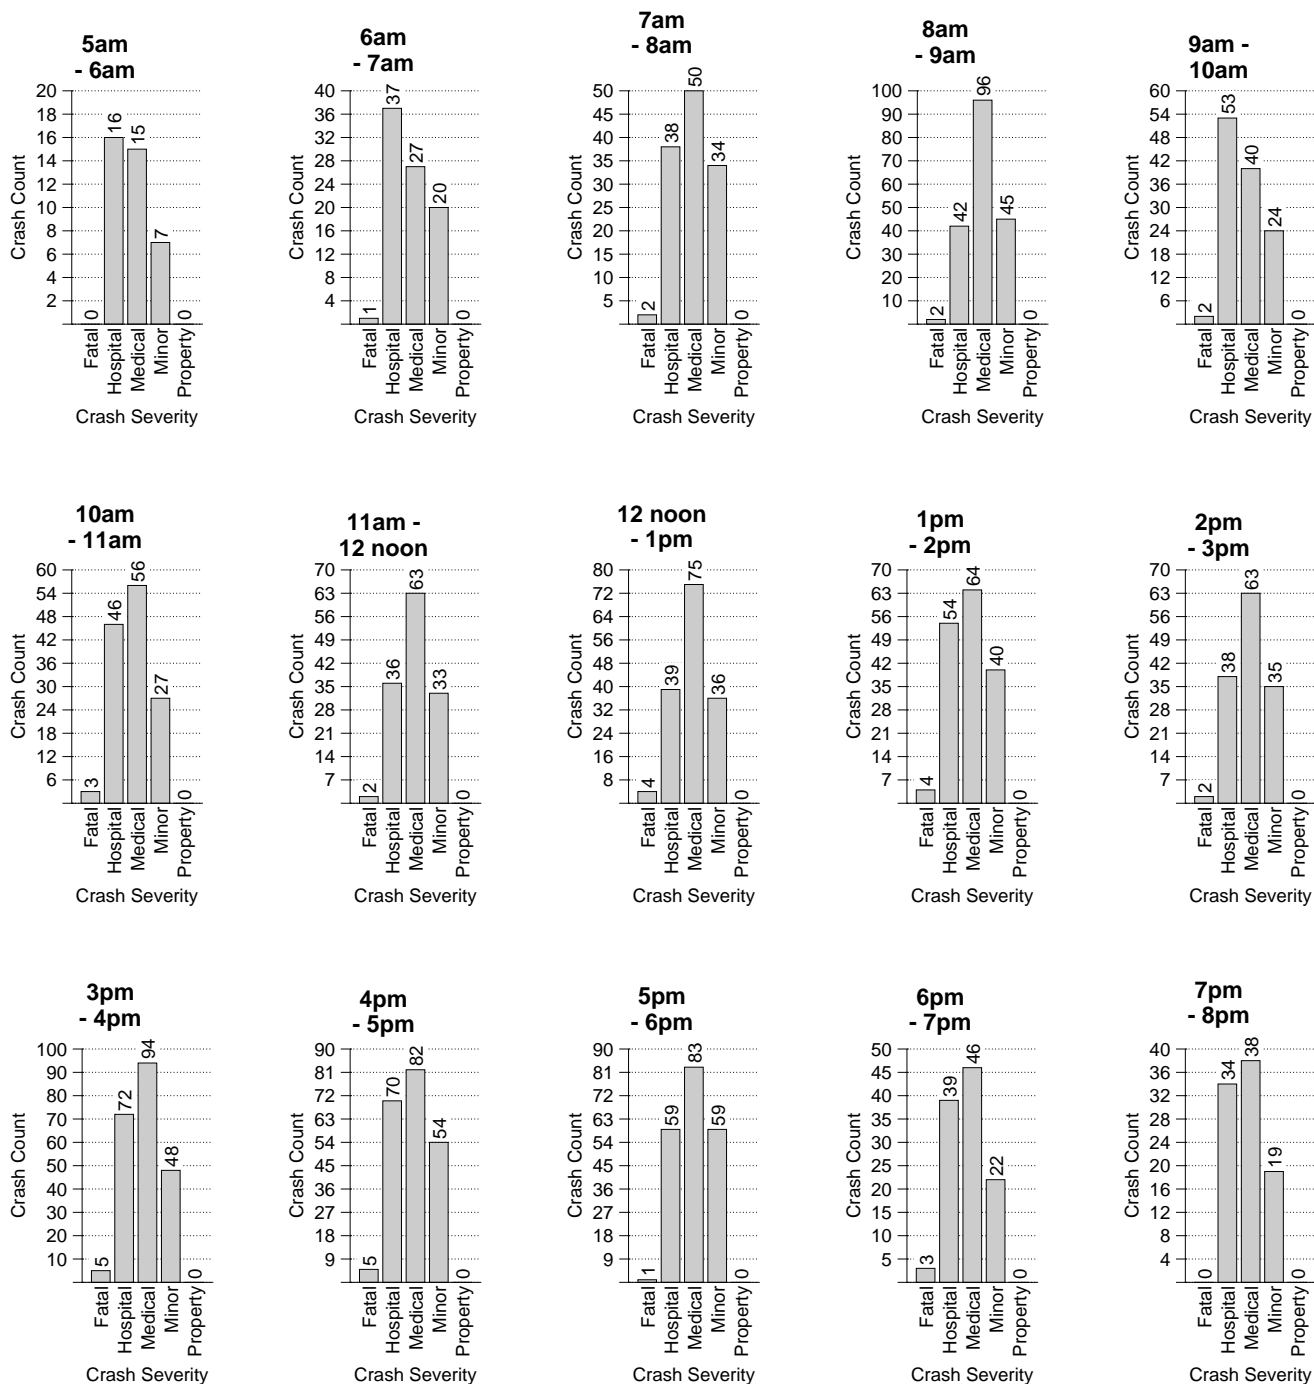 5am
- 6am
20
18
16
14
12
10
8
6
4
2
Crash Count
0
16
15
7
0
Fatal
Hospital
Medical
Minor
Property
Crash Severity
6am
- 7am
40
36
32
28
24
20
16
12
8
4
Crash Count
1
37
27
20
0
Fatal
Hospital
Medical
Minor
Property
Crash Severity
7am
- 8am
50
45
40
35
30
25
20
15
10
5
Crash Count
2
38
50
34
0
Fatal
Hospital
Medical
Minor
Property
Crash Severity
8am
- 9am
100
90
80
70
60
50
40
30
20
10
Crash Count
2
42
96
45
0
Fatal
Hospital
Medical
Minor
Property
Crash Severity
9am -
10am
60
54
48
42
36
30
24
18
12
6
Crash Count
2
53
40
24
0
Fatal
Hospital
Medical
Minor
Property
Crash Severity
10am
- 11am
60
54
48
42
36
30
24
18
12
6
Crash Count
3
46
56
27
0
Fatal
Hospital
Medical
Minor
Property
Crash Severity
11am -
12 noon
70
63
56
49
42
35
28
21
14
7
Crash Count
2
36
63
33
0
Fatal
Hospital
Medical
Minor
Property
Crash Severity
12 noon
- 1pm
80
72
64
56
48
40
32
24
16
8
Crash Count
4
39
75
36
0
Fatal
Hospital
Medical
Minor
Property
Crash Severity
1pm
- 2pm
70
63
56
49
42
35
28
21
14
7
Crash Count
4
54
64
40
0
Fatal
Hospital
Medical
Minor
Property
Crash Severity
2pm
- 3pm
70
63
56
49
42
35
28
21
14
7
Crash Count
2
38
63
35
0
Fatal
Hospital
Medical
Minor
Property
Crash Severity
3pm
- 4pm
100
90
80
70
60
50
40
30
20
10
Crash Count
5
72
94
48
0
Fatal
Hospital
Medical
Minor
Property
Crash Severity
4pm
- 5pm
90
81
72
63
54
45
36
27
18
9
Crash Count
5
70
82
54
0
Fatal
Hospital
Medical
Minor
Property
Crash Severity
5pm
- 6pm
90
81
72
63
54
45
36
27
18
9
Crash Count
1
59
83
59
0
Fatal
Hospital
Medical
Minor
Property
Crash Severity
6pm
- 7pm
50
45
40
35
30
25
20
15
10
5
Crash Count
3
39
46
22
0
Fatal
Hospital
Medical
Minor
Property
Crash Severity
7pm
- 8pm
40
36
32
28
24
20
16
12
8
4
Crash Count
0
34
38
19
0
Fatal
Hospital
Medical
Minor
Property
Crash Severity